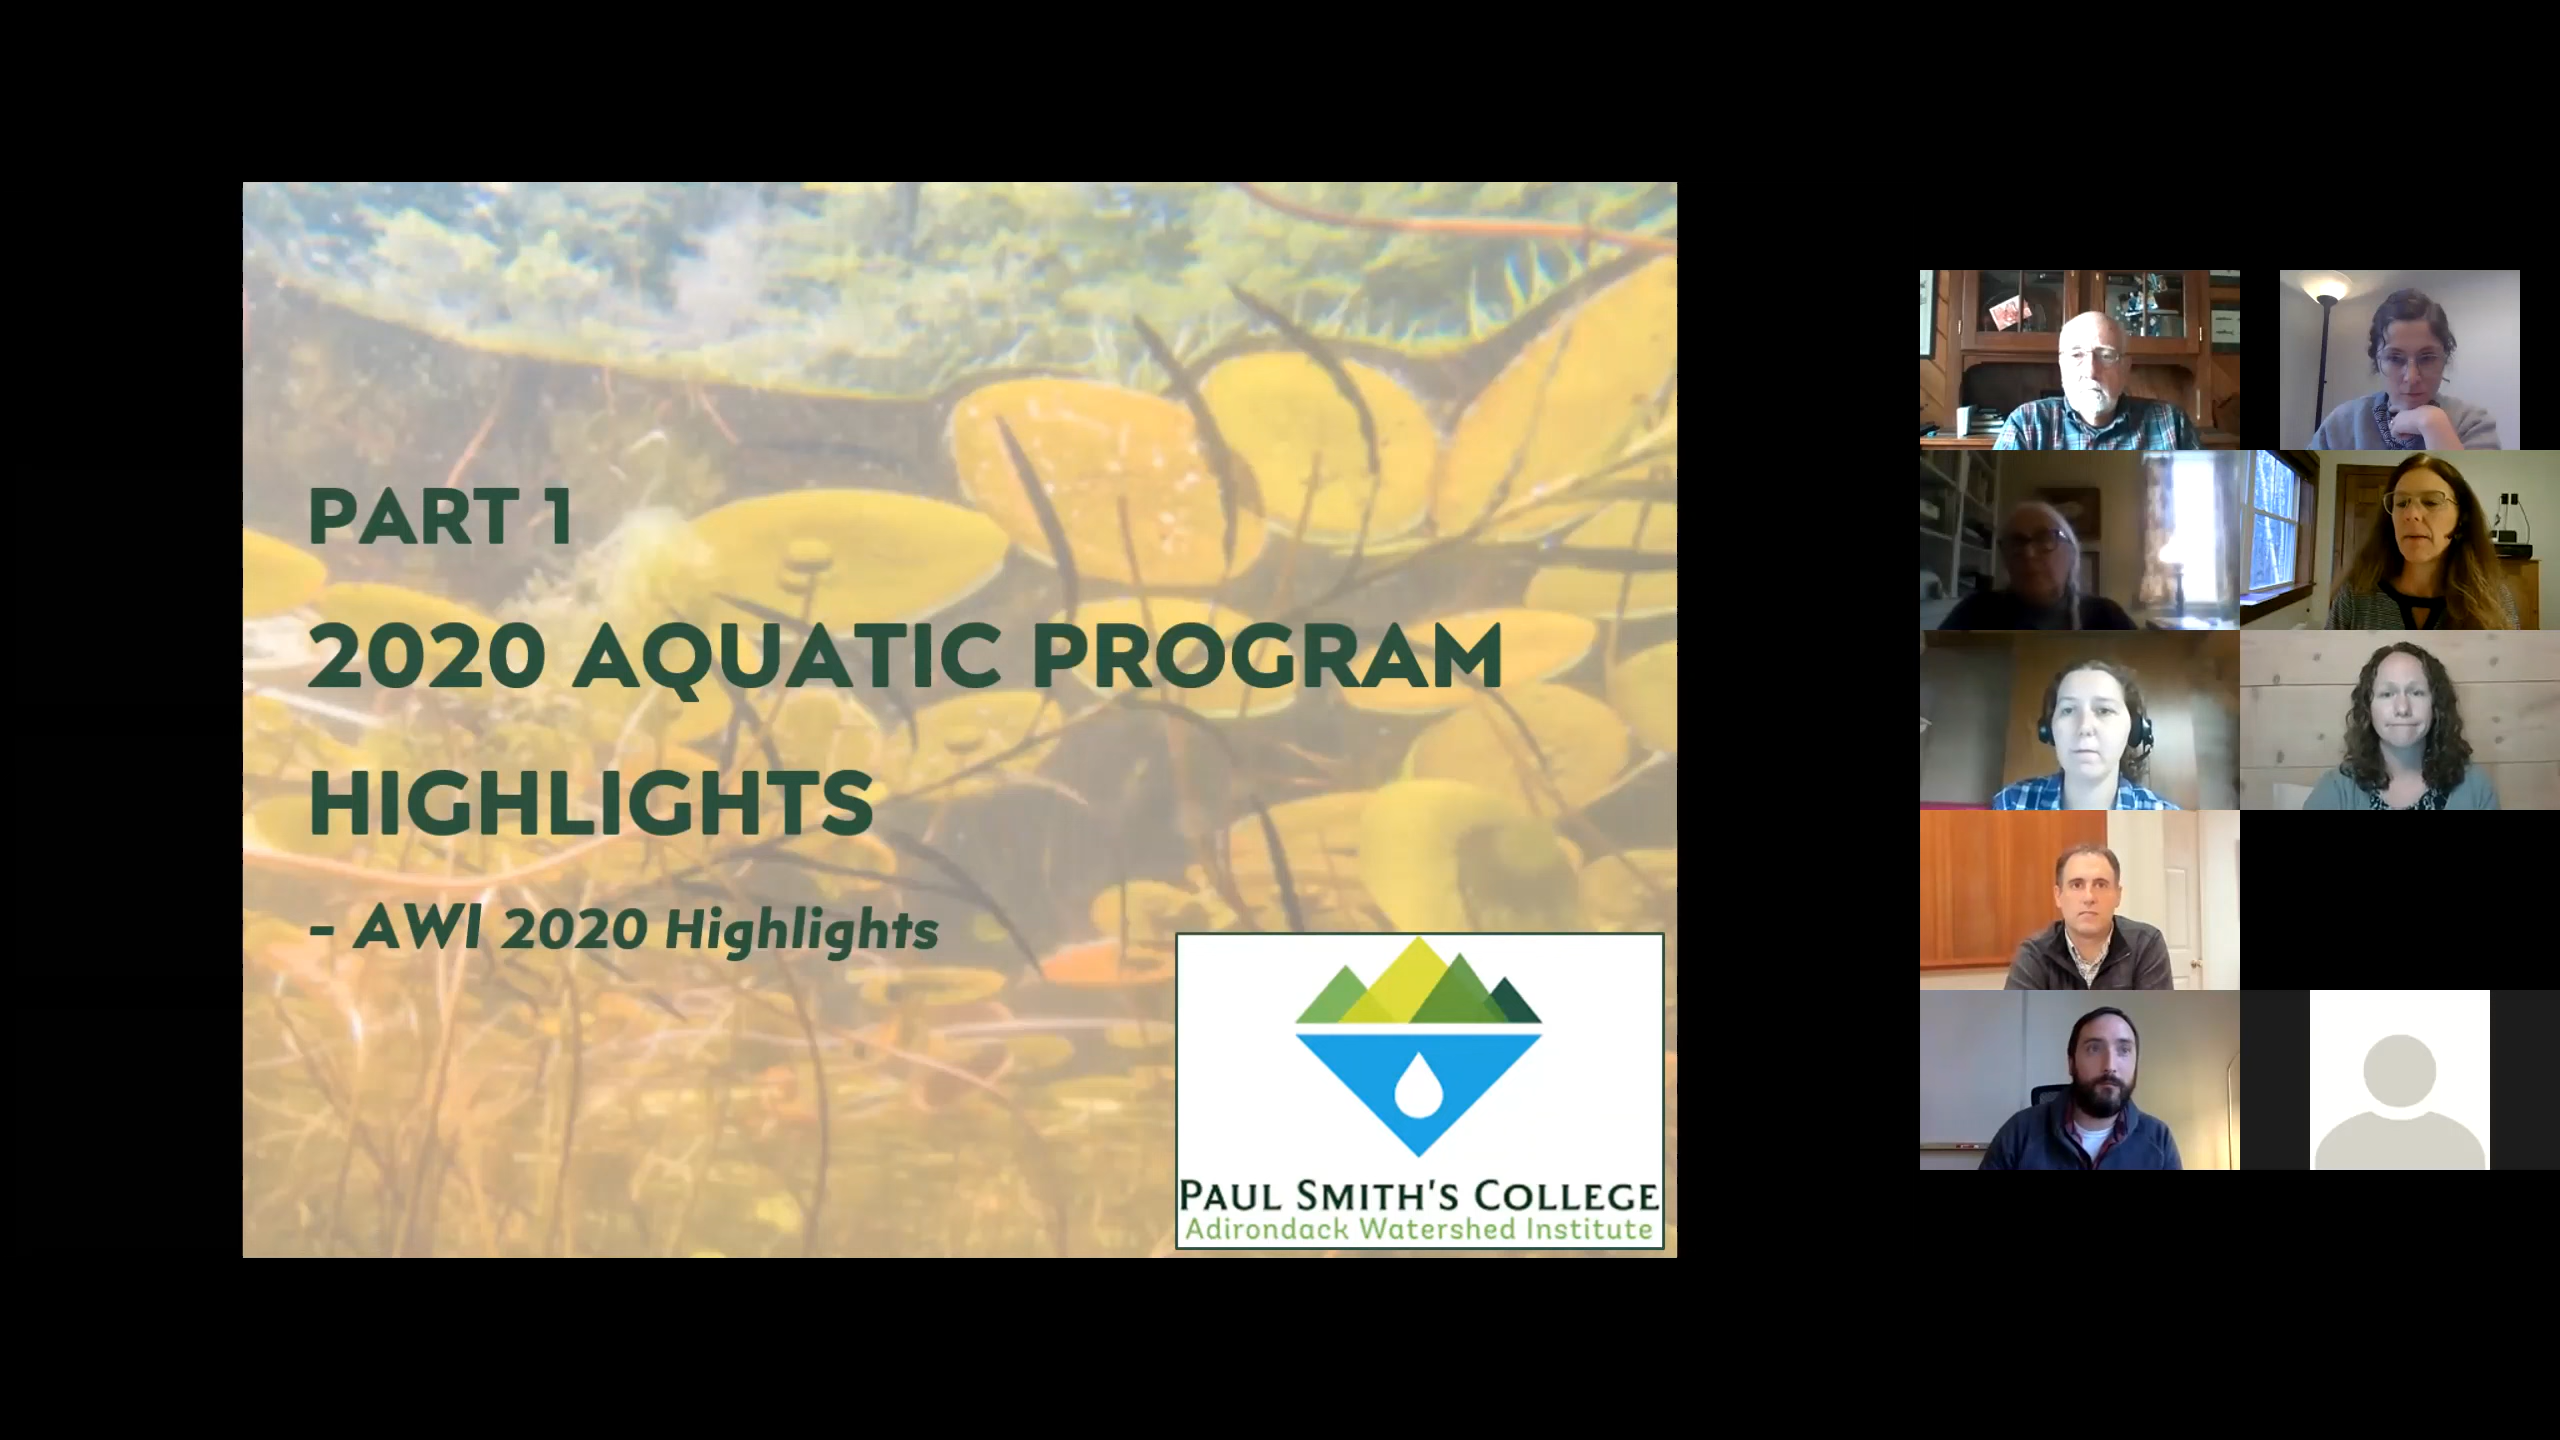 PART 1
2020 AQUATIC PROGRAM
HIGHLIGHTS
- AWI 2020 Highlights
PAUL SMITH'S COLLEGE
Adirondack Watershed Institute